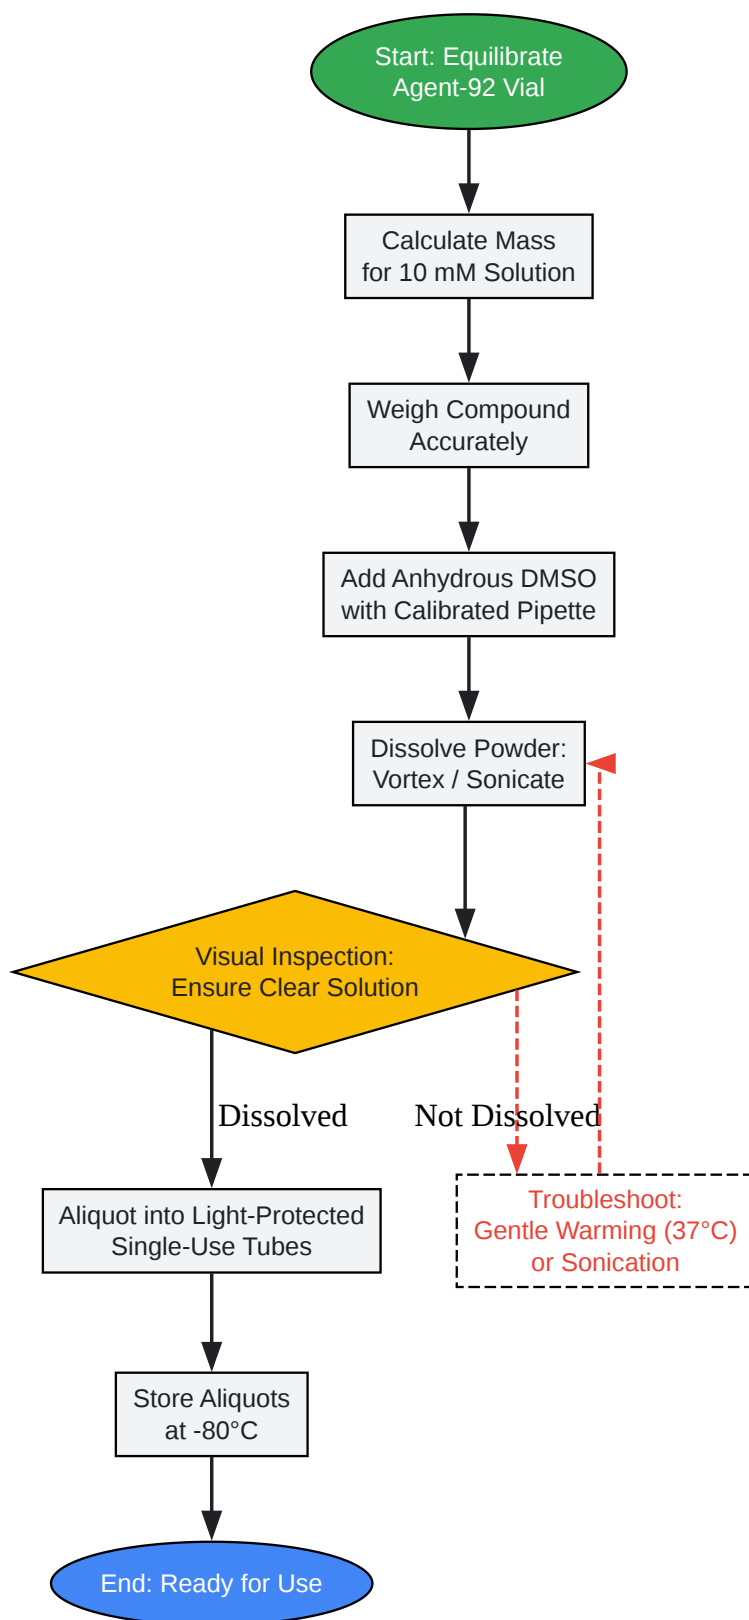 Start: Equilibrate
Agent-92 Vial
Calculate Mass
for 10 mM Solution
Weigh Compound
Accurately
Add Anhydrous DMSO
with Calibrated Pipette
Dissolve Powder:
Vortex / Sonicate
Visual Inspection:
Ensure Clear Solution
Dissolved
Not Dissolved
Aliquot into Light-Protected
Single-Use Tubes
Troubleshoot:
Gentle Warming (37°C)
or Sonication
Store Aliquots
at -80°C
End: Ready for Use